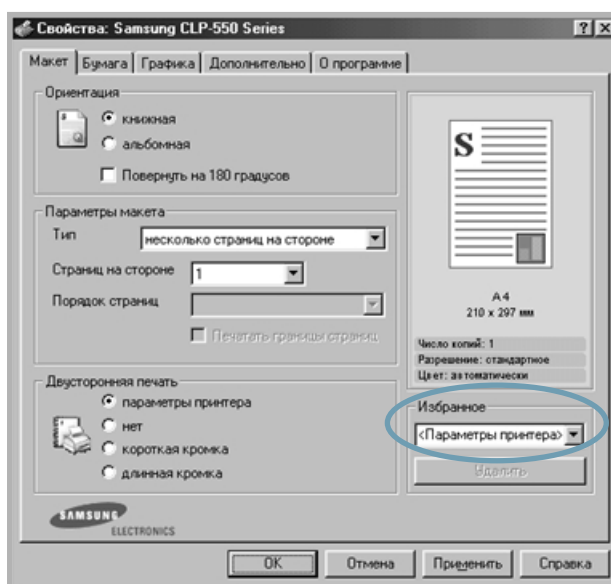 Свойства: Samsung CLP-550 Series
Макет Бумага Графика Дополнительно О программе
Ориентация
книжная
альбомная
Повернуть на 180 градусов
Параметры макета
Тип несколько страниц на стороне
Страниц на стороне 1
Порядок страниц
Печатать границы страниц
Двусторонняя печать
параметры принтера
нет
короткая кромка
длинная кромка
S
A4
210 x 297 мм
Число копий: 1
Разрешение: стандартное
Цвет: автоматически
Избранное
<Параметры принтера>
Удалить
SAMSUNG
ELECTRONICS
OK Отмена Применить Справка